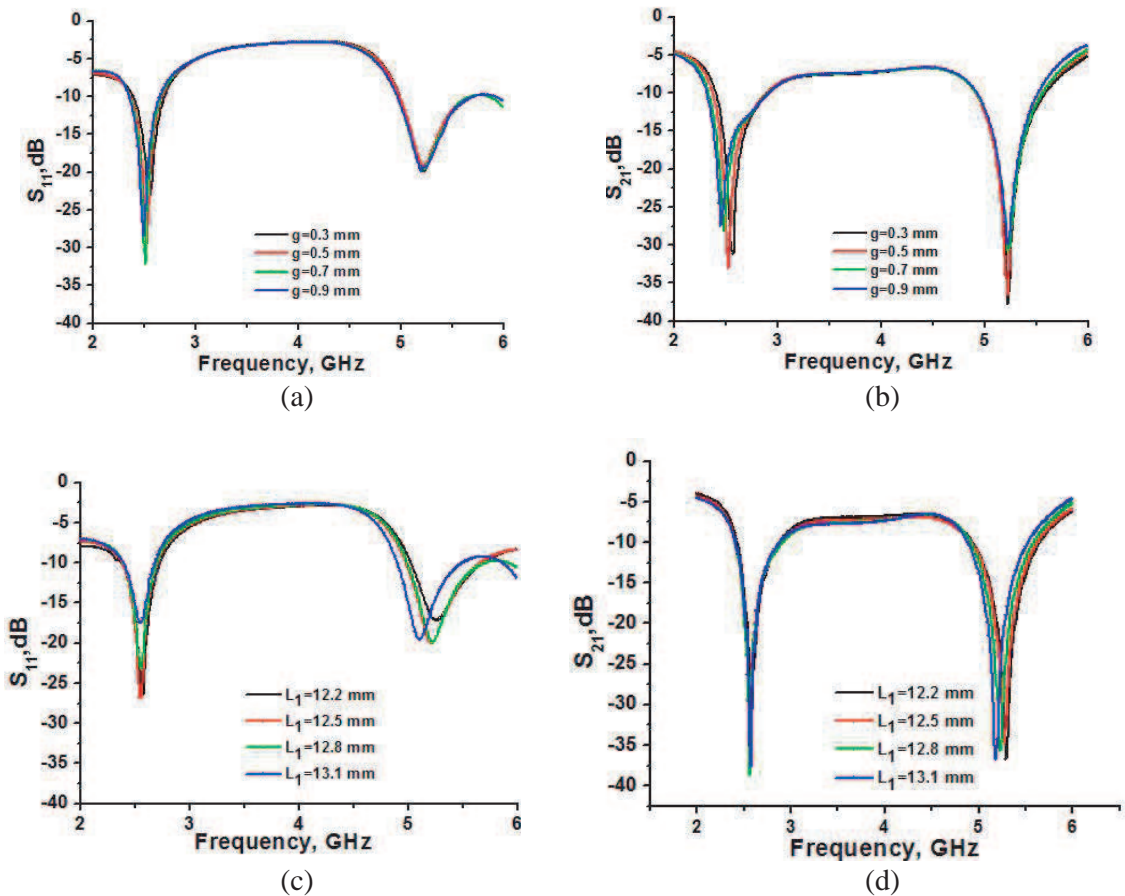 0
-5
-10
-15
-20
-25
-30
-35
-40
S11,dB
g=0.3 mm
g=0.5 mm
g=0.7 mm
g=0.9 mm
2 3 4 5 6
Frequency, GHz
(a)
0
-5
-10
-15
-20
-25
-30
-35
-40
S21,dB
g=0.3 mm
g=0.5 mm
g=0.7 mm
g=0.9 mm
2 3 4 5 6
Frequency, GHz
(b)
0
-5
-10
-15
-20
-25
-30
-35
-40
S11,dB
L1=12.2 mm
L1=12.5 mm
L1=12.8 mm
L1=13.1 mm
2 3 4 5 6
Frequency, GHz
(c)
0
-5
-10
-15
-20
-25
-30
-35
-40
S21,dB
L1=12.2 mm
L1=12.5 mm
L1=12.8 mm
L1=13.1 mm
2 3 4 5 6
Frequency, GHz
(d)